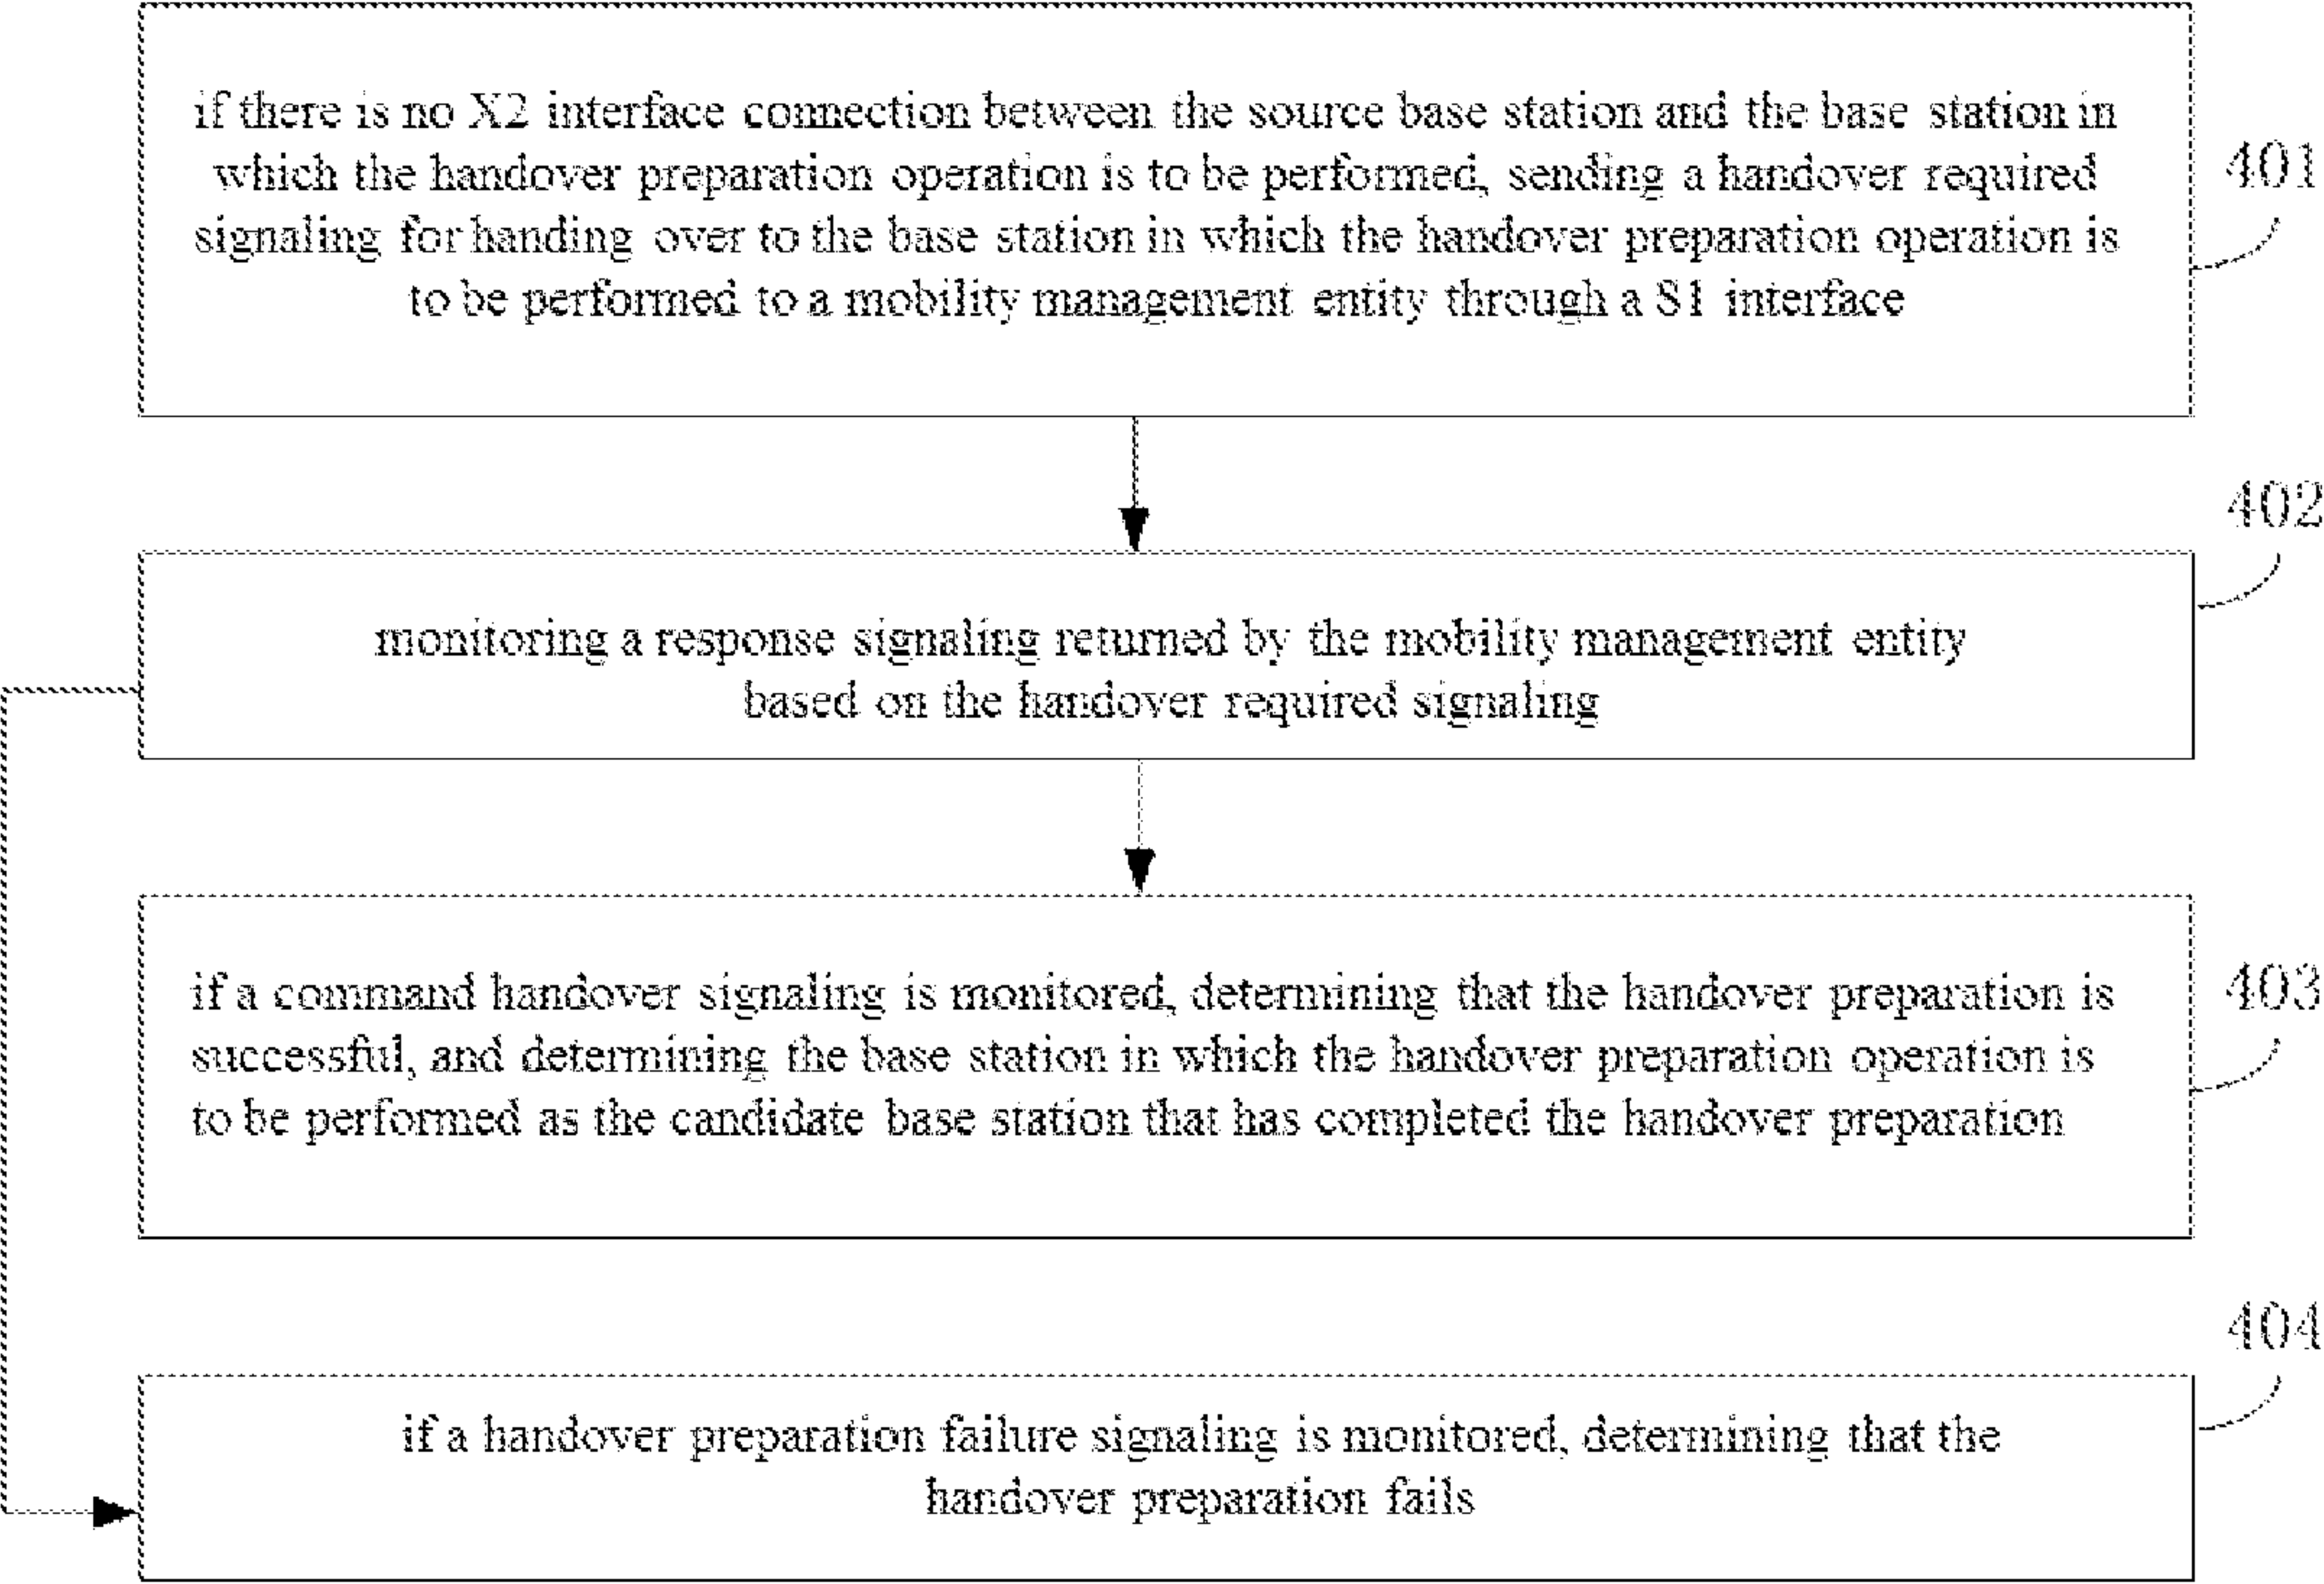 if there is no X2 interface connection between the source base station and the base station in
which the handover preparation operation is to be performed, sending a handover required
signaling for handing over to the base station in which the handover preparation operation is
to be performed to a mobility management entity through a S1 interface
401
402
monitoring a response signaling returned by the mobility management entity
based on the handover required signaling
if a command handover signaling is monitored, determining that the handover preparation is
successful, and determining the base station in which the handover preparation operation is
to be performed as the candidate base station that has completed the handover preparation
403
404
if a handover preparation failure signaling is monitored, determining that the
handover preparation fails